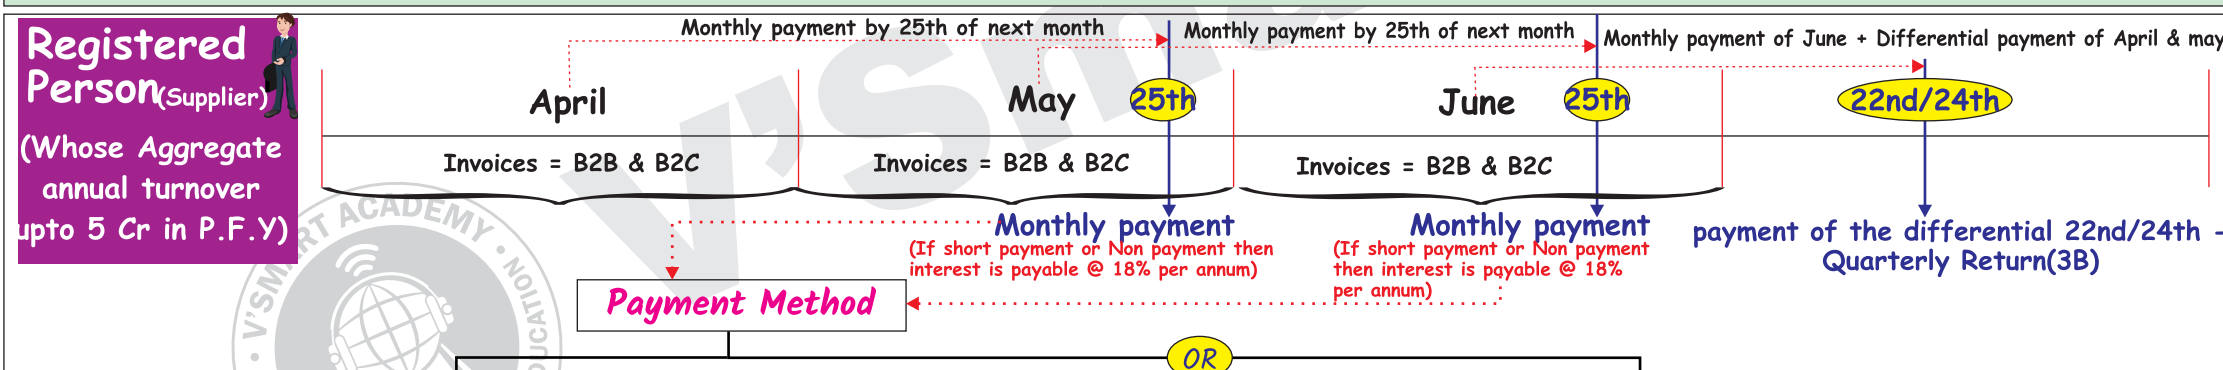 Registered
Person(Supplier)
(Whose Aggregate
annual turnover
upto 5 Cr in P.F.Y)
Monthly payment by 25th of next month
Monthly payment by 25th of next month
Monthly payment of June + Differential payment of April & may
April
May
25th
June
25th
22nd/24th
Invoices = B2B & B2C
Invoices = B2B & B2C
Invoices = B2B & B2C
Monthly payment
(If short payment or Non payment then
interest is payable @ 18% per annum)
Monthly payment
(If short payment or Non payment
then interest is payable @ 18%
per annum)
payment of the differential 22nd/24th -
Quarterly Return(3B)
Payment Method
OR
V'SMART ACADEMY
V'Sm